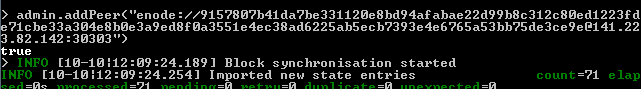 > admin.addPeer("enode://9157807b41da7be331120e8bd94afabae22d99b8c312c80ed1223fd
e71cbe33a304e8b0e3a9ed8f0a3551e4ec38ad6225ab5ecb7393e4e6765a53bb75de3ce9e@141.22
3.82.142:30303")
true
> INFO [10-10|12:09:24.189] Block synchronisation started
INFO [10-10|12:09:24.254] Imported new state entries count=71 elap
sed=0s processed=71 pending=0 retry=0 duplicate=0 unexpected=0